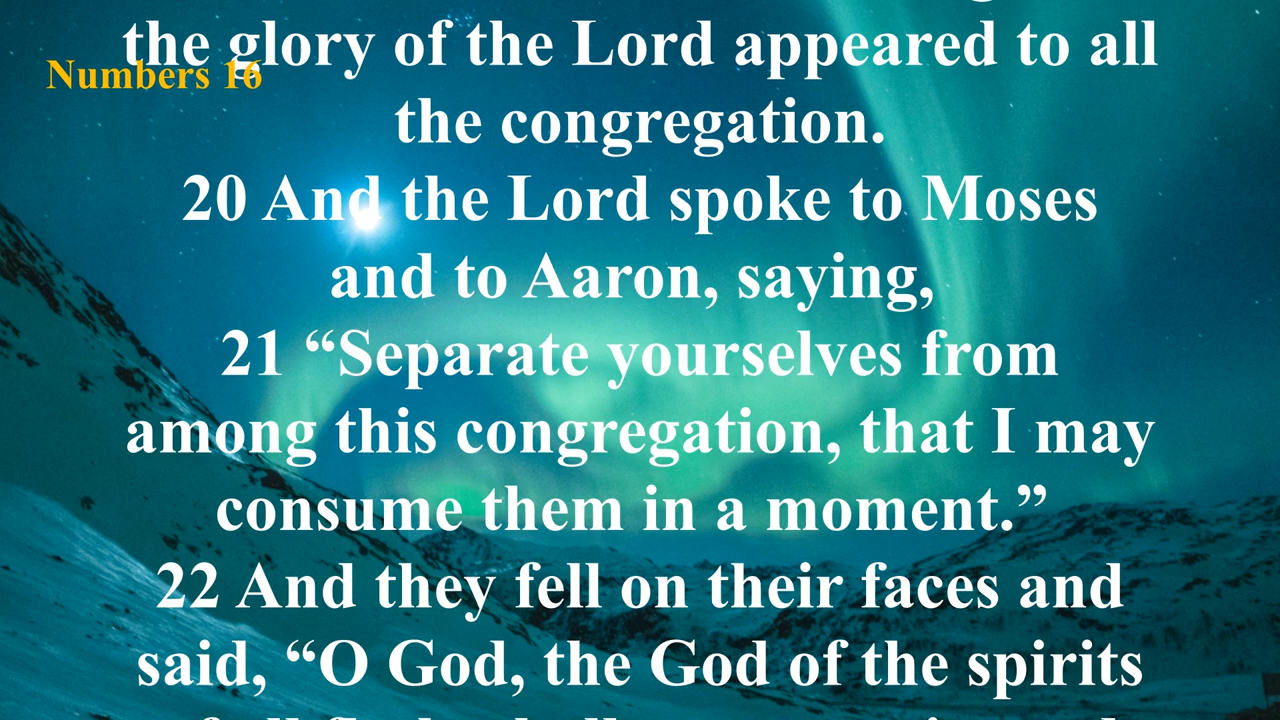 the glory of the Lord appeared to all
Numbers 16
the congregation.
20 And the Lord spoke to Moses
and to Aaron, saying,
21 “Separate yourselves from
among this congregation, that I may
consume them in a moment.”
22 And they fell on their faces and
said, “O God, the God of the spirits